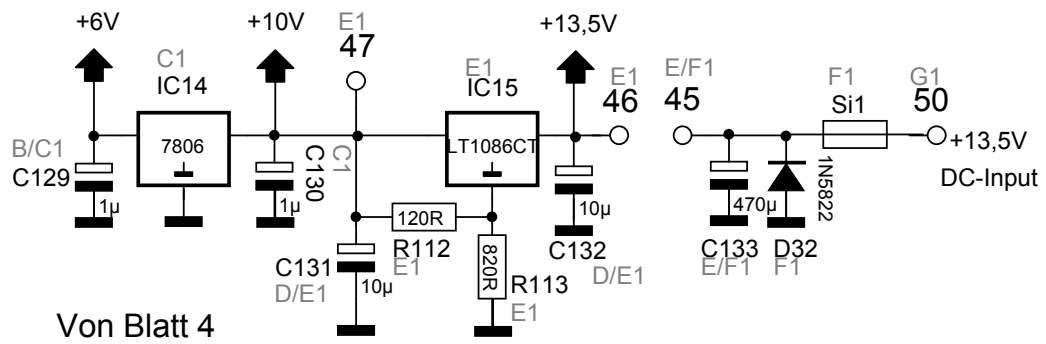 +6V
+10V
E1
47
+13,5V
C1
IC14
E1
IC15
E1
46
E/F1
45
F1
Si1
G1
50
B/C1
C129
7806
C130
C1
LT1086CT
1N5822
+13,5V
DC-Input
1µ
1µ
10µ
470µ
120R
R112
E1
C132
D/E1
C133
E/F1
D32
F1
C131
D/E1
10µ
820R
R113
E1
Von Blatt 4